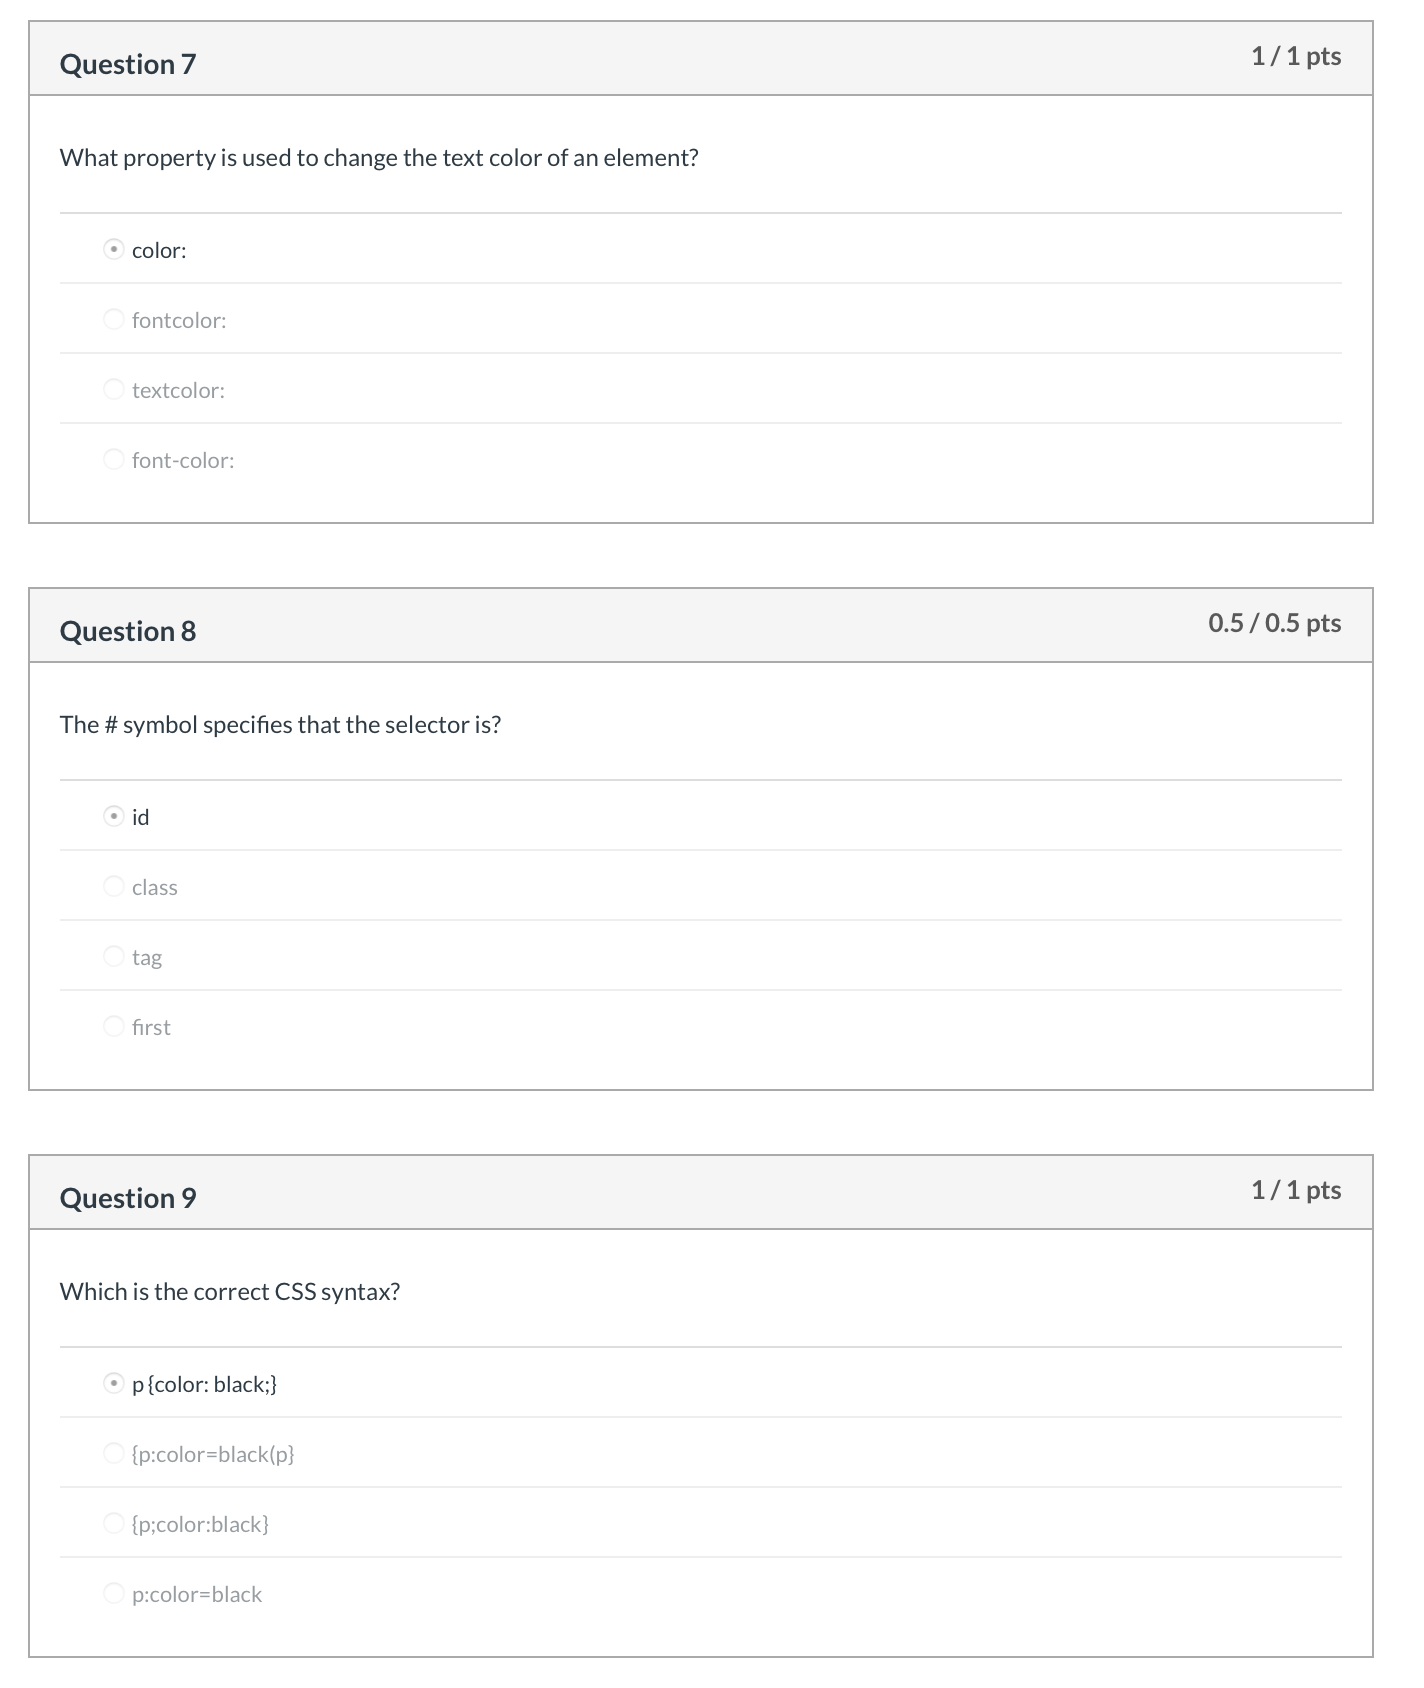 Question 7
1 / 1 pts
What property is used to change the text color of an element?
color:
fontcolor:
textcolor:
font-color:
Question 8
0.5 / 0.5 pts
The # symbol specifies that the selector is?
id
class
tag
first
Question 9
1 / 1 pts
Which is the correct CSS syntax?
p {color: black;}
{p:color=black(p}
{p;color:black}
p:color=black